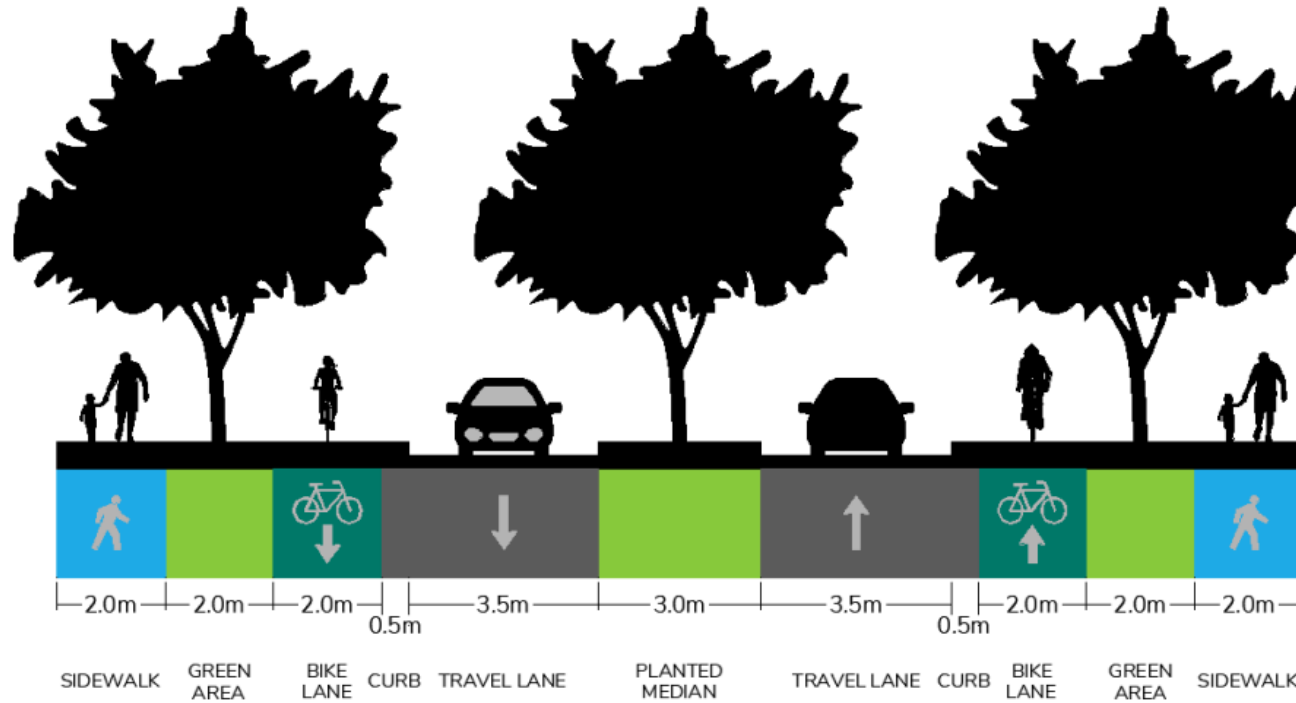 2.0m 2.0m 2.0m 3.5m 3.0m 3.5m 2.0m 2.0m 2.0m
0.5m 0.5m
SIDEWALK GREEN AREA BIKE LANE CURB TRAVEL LANE PLANTED MEDIAN TRAVEL LANE CURB BIKE LANE GREEN AREA SIDEWALK